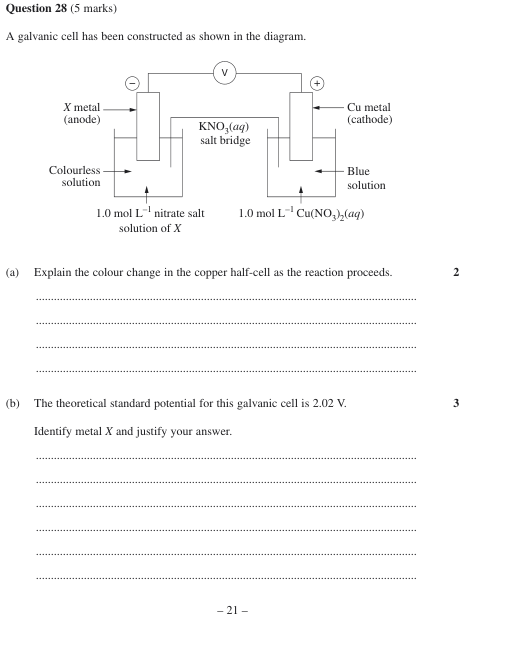 Question 28 (5 marks)
A galvanic cell has been constructed as shown in the diagram.
V
−
+
X metal
(anode)
Cu metal
(cathode)
KNO₃(aq)
salt bridge
Colourless
solution
Blue
solution
1.0 mol L⁻¹ nitrate salt
solution of X
1.0 mol L⁻¹ Cu(NO₃)₂(aq)
(a) Explain the colour change in the copper half-cell as the reaction proceeds. 2
................................................................................................................................
................................................................................................................................
................................................................................................................................
................................................................................................................................
(b) The theoretical standard potential for this galvanic cell is 2.02 V. 3
Identify metal X and justify your answer.
................................................................................................................................
................................................................................................................................
................................................................................................................................
................................................................................................................................
................................................................................................................................
................................................................................................................................
– 21 –